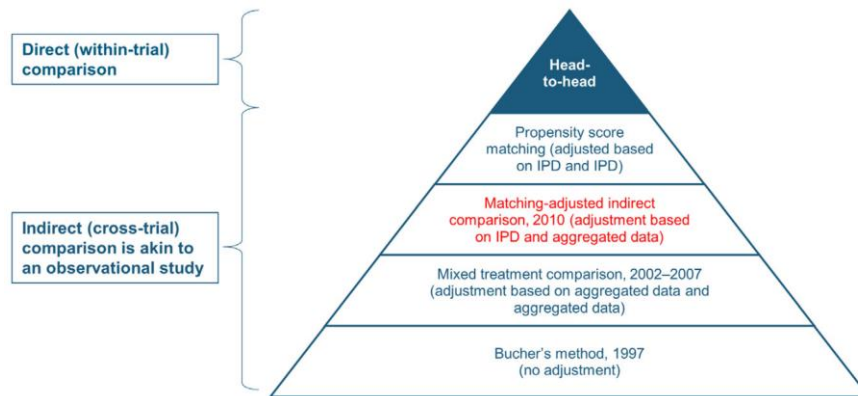 Direct (within-trial)
comparison
Head-
to-head
Propensity score
matching (adjusted based
on IPD and IPD)
Matching-adjusted indirect
comparison, 2010 (adjustment based
on IPD and aggregated data)
Indirect (cross-trial)
comparison is akin to
an observational study
Mixed treatment comparison, 2002–2007
(adjustment based on aggregated data and
aggregated data)
Bucher's method, 1997
(no adjustment)